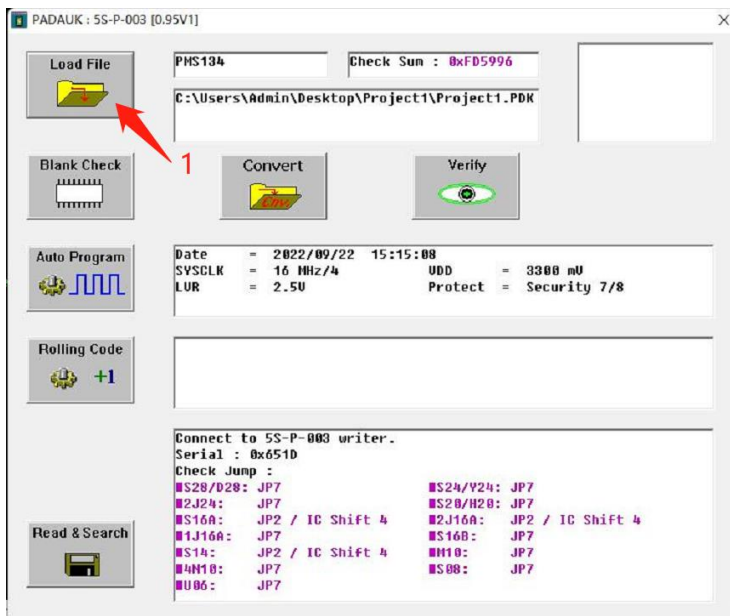 PADAUK : 5S-P-003 [0.95V1]
Load File
PMS134
Check Sum : 0xFD5996
C:\Users\Admin\Desktop\Project1\Project1.PDK
1
Blank Check
Convert
Cnv.
Verify
Auto Program
Date = 2022/09/22 15:15:08
SYSCLK = 16 MHz/4 VDD = 3300 mV
LVR = 2.5V Protect = Security 7/8
Rolling Code
+1
Connect to 5S-P-003 writer.
Serial : 0x651D
Check Jump :
■S28/D28: JP7 ■S24/Y24: JP7
■2J24: JP7 ■S20/H20: JP7
■S16A: JP2 / IC Shift 4 ■2J16A: JP2 / IC Shift 4
■1J16A: JP7 ■S16B: JP7
■S14: JP2 / IC Shift 4 ■M10: JP7
■4N10: JP7 ■S08: JP7
■U06: JP7
Read & Search